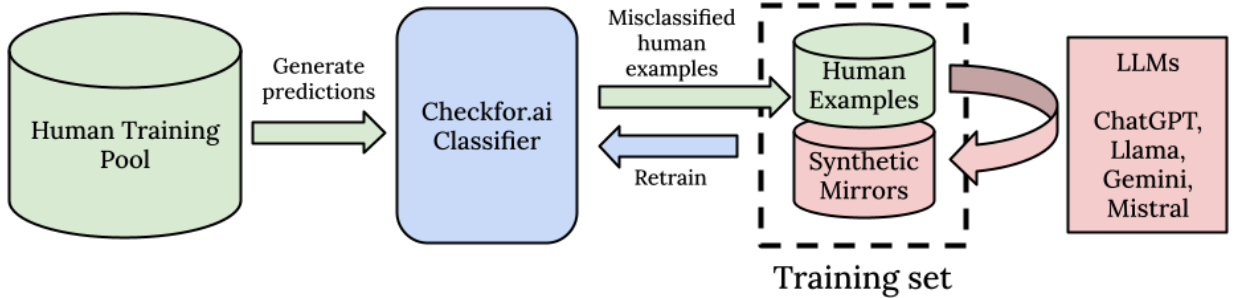 Human Training
Pool
Generate
predictions
Checkfor.ai
Classifier
Misclassified
human
examples
Retrain
Human
Examples
Synthetic
Mirrors
Training set
LLMs
ChatGPT,
Llama,
Gemini,
Mistral